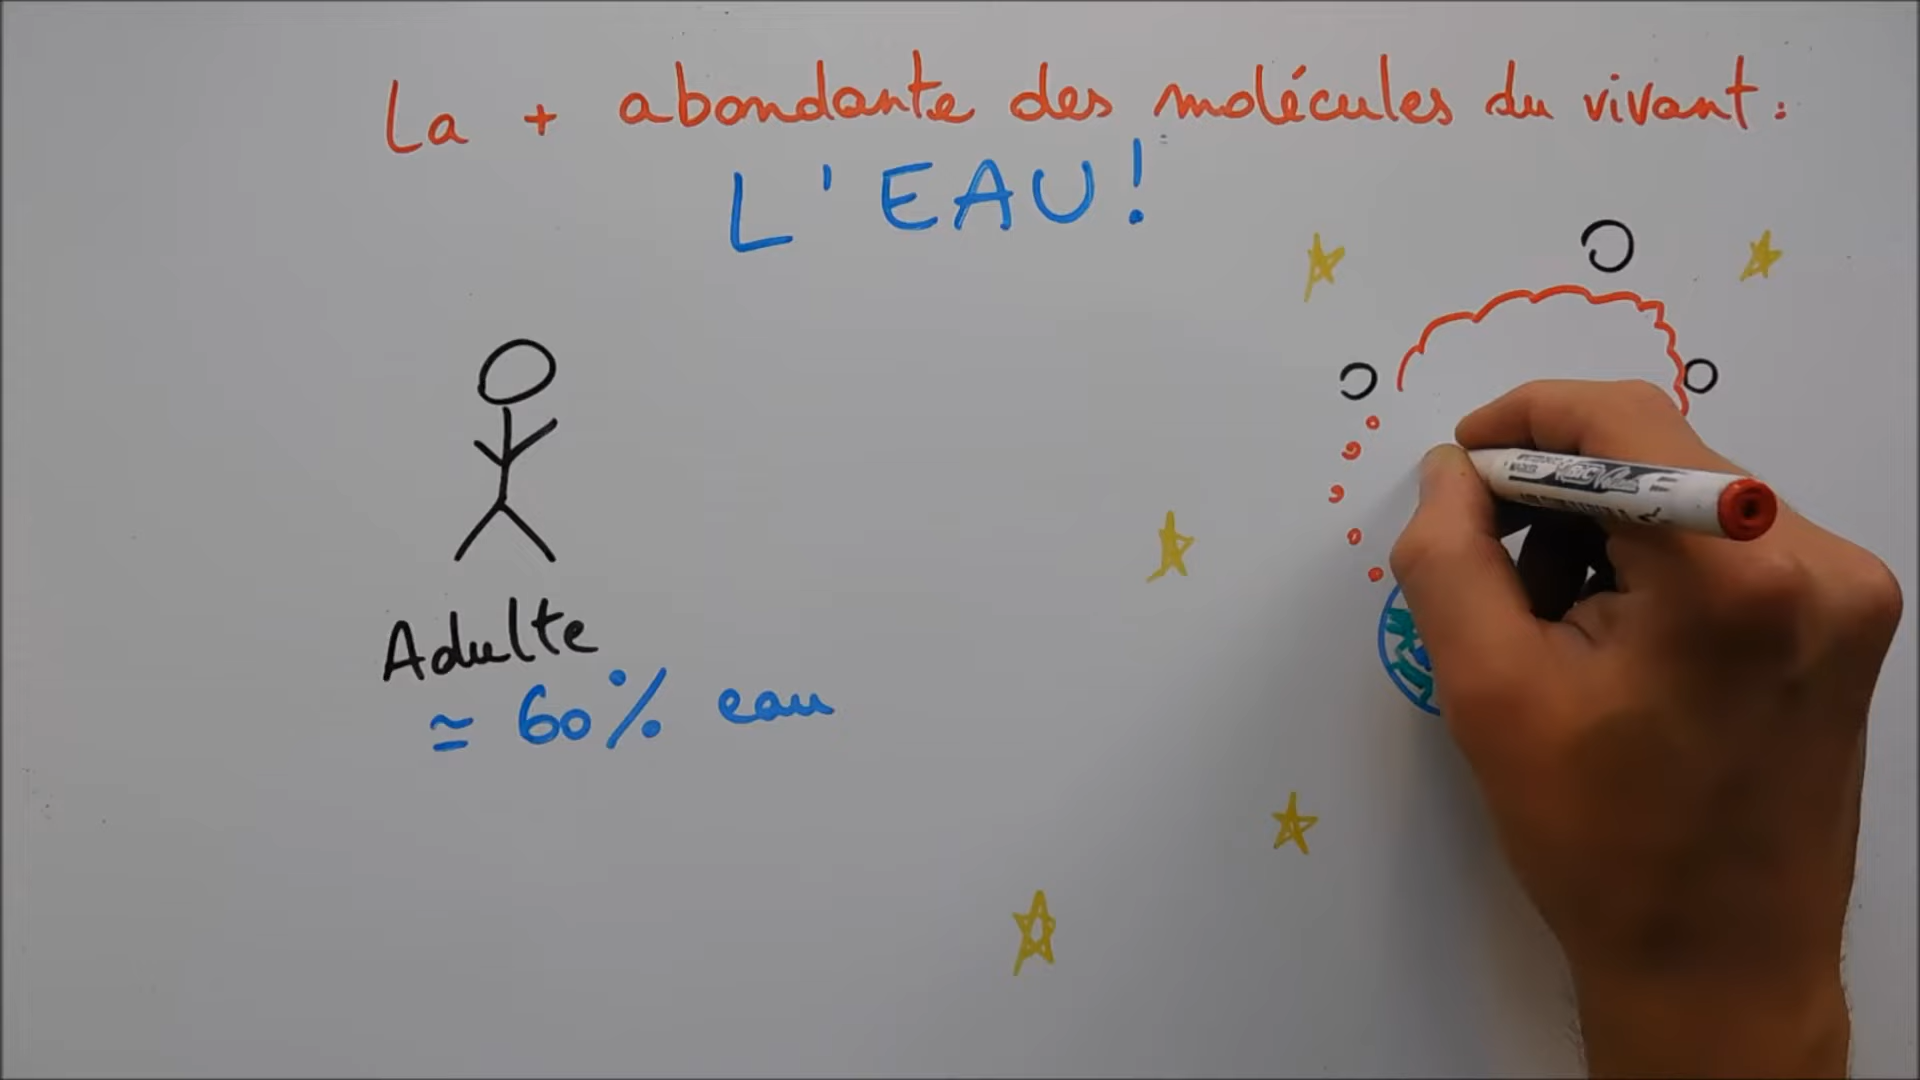 La + abondante des molécules du vivant :
L'EAU !
Adulte
≃ 60% eau